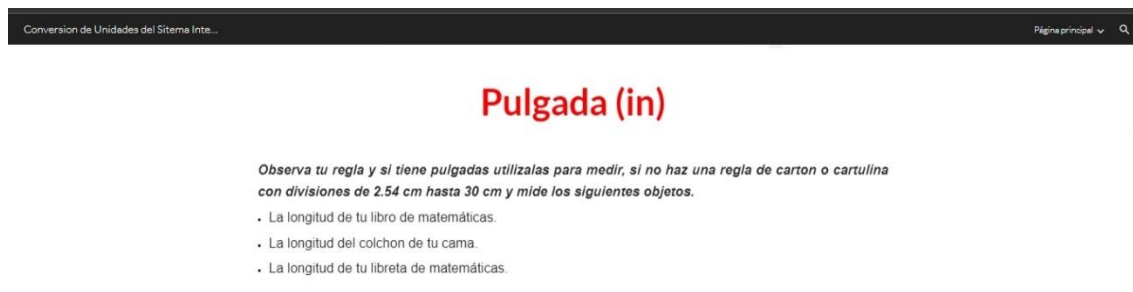 Conversion de Unidades del Sitema Inte...
Página principal
Pulgada (in)
Observa tu regla y si tiene pulgadas utilizalas para medir, si no haz una regla de carton o cartulina
con divisiones de 2.54 cm hasta 30 cm y mide los siguientes objetos.
• La longitud de tu libro de matemáticas.
• La longitud del colchon de tu cama.
• La longitud de tu libreta de matemáticas.